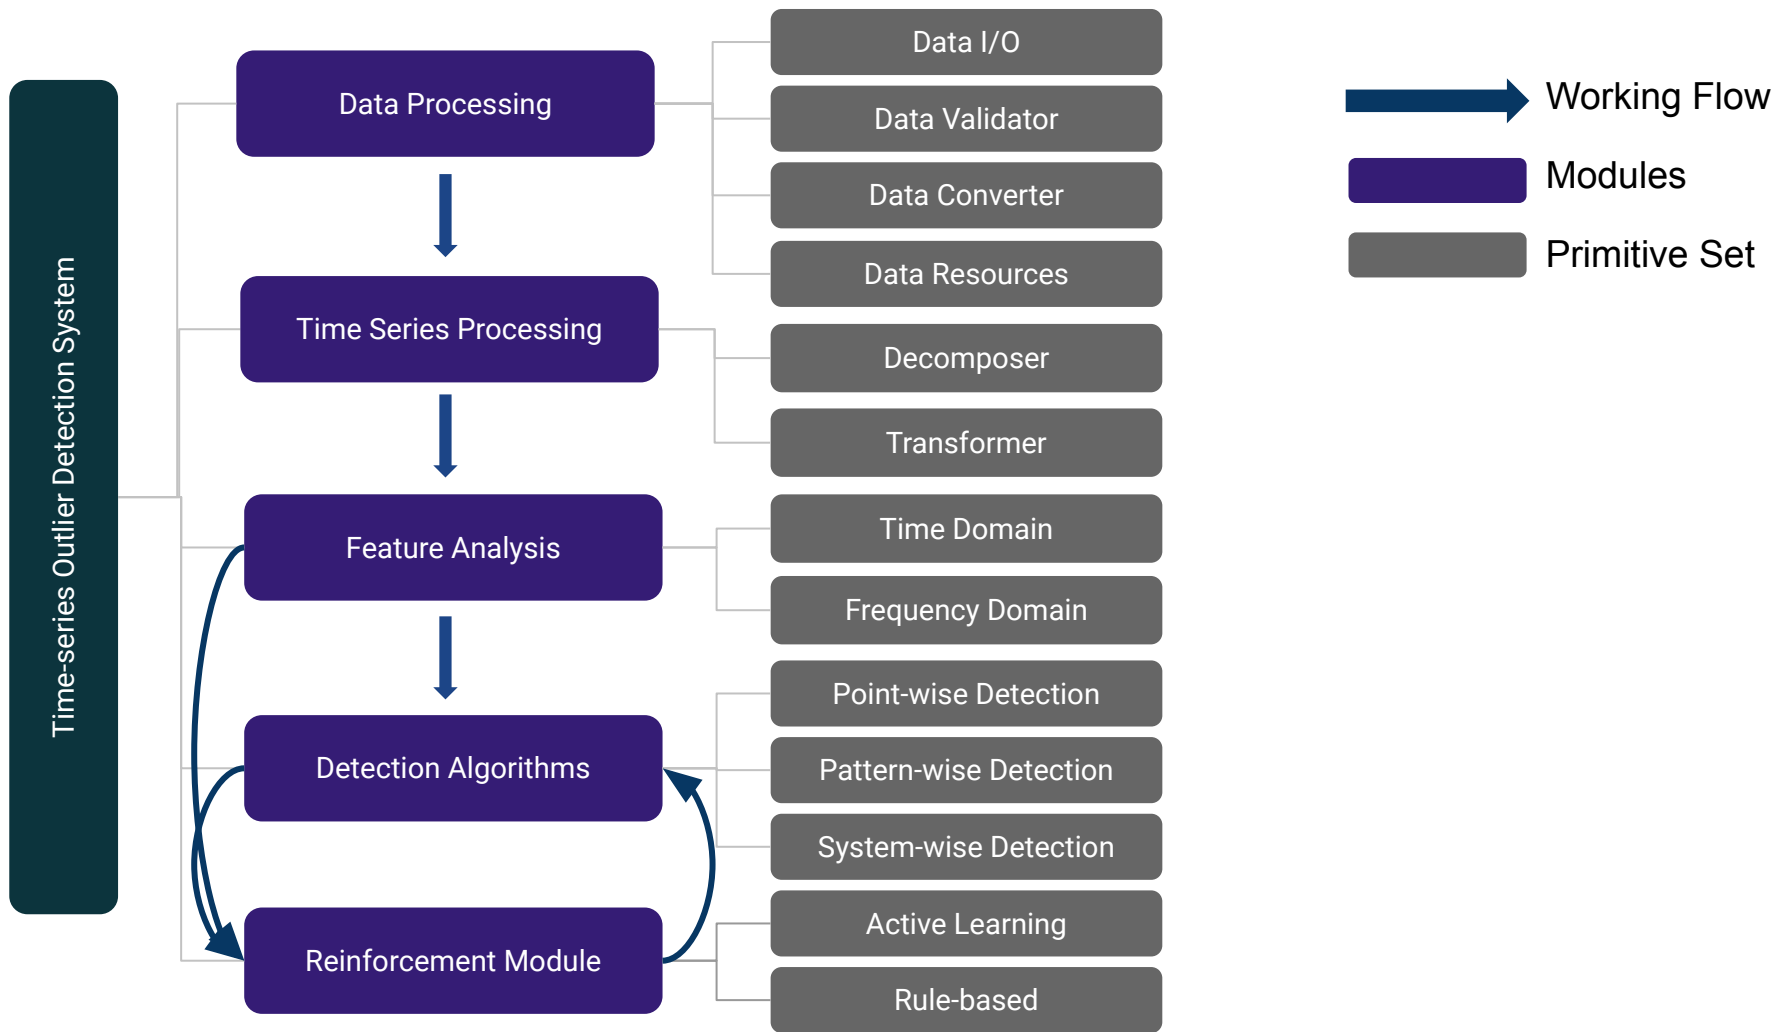 Time-series Outlier Detection System
Data Processing
Time Series Processing
Feature Analysis
Detection Algorithms
Reinforcement Module
Data I/O
Data Validator
Data Converter
Data Resources
Decomposer
Transformer
Time Domain
Frequency Domain
Point-wise Detection
Pattern-wise Detection
System-wise Detection
Active Learning
Rule-based
Working Flow
Modules
Primitive Set